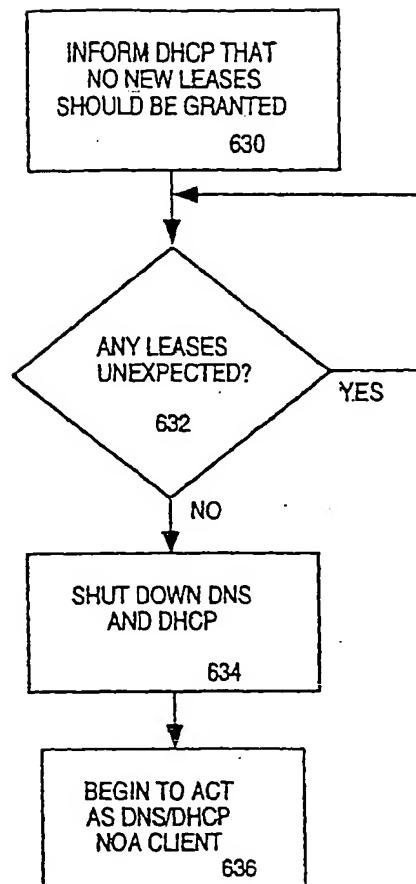 INFORM DHCP THAT
NO NEW LEASES
SHOULD BE GRANTED
630
ANY LEASES
UNEXPECTED?
632
YES
NO
SHUT DOWN DNS
AND DHCP
634
BEGIN TO ACT
AS DNS/DHCP
NOA CLIENT
636